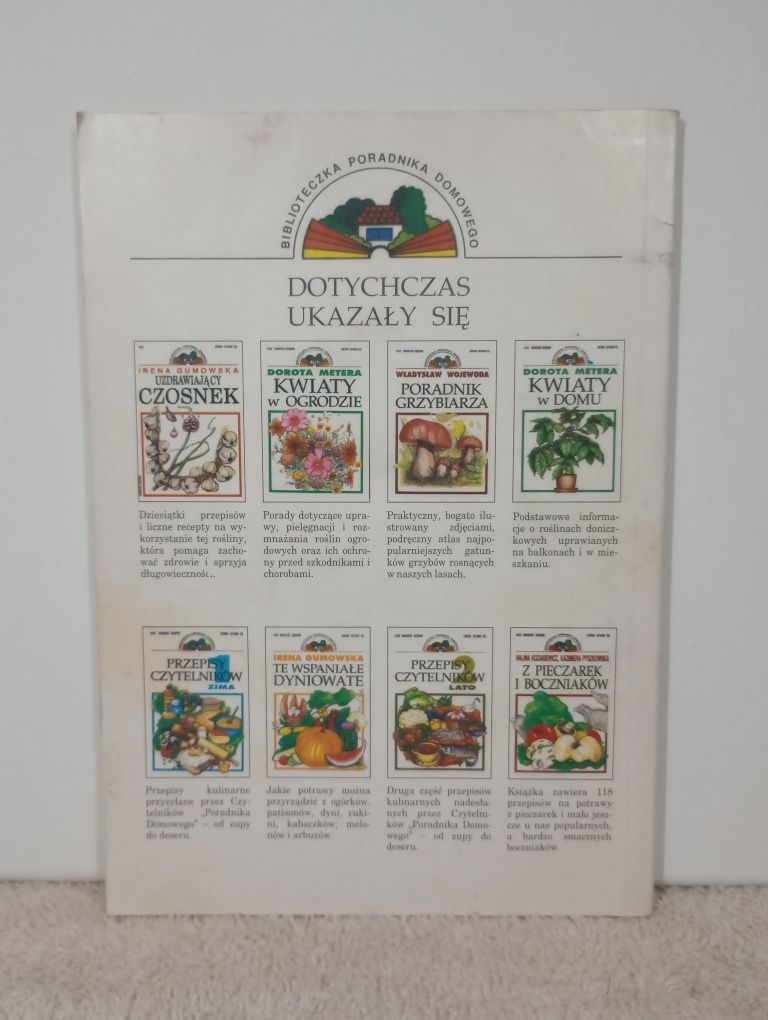 BIBLIOTECZKA PORADNIKA DOMOWEGO
DOTYCHCZAS
UKAZAŁY SIĘ
IRENA GUMOWSKA
UZDRAWIAJĄCY
CZOSNEK
DOROTA METERA
KWIATY
w OGRODZIE
WŁADYSŁAW WOJEWODA
PORADNIK
GRZYBIARZA
DOROTA METERA
KWIATY
w DOMU
Dziesiątki przepisów
i liczne recepty na wy-
korzystanie tej rośliny,
która pomaga zacho-
wać zdrowie i sprzyja
długowiecznośc..
Porady dotyczące upra-
wy, pielęgnacji i roz-
mnażania roślin ogro-
dowych oraz ich ochro-
ny przed szkodnikami i
chorobami.
Praktyczny, bogato ilu-
strowany zdjęciami,
podręczny atlas najpo-
pularniejszych gatun-
ków grzybów rosnących
w naszych lasach.
Podstawowe informa-
cje o roślinach donicz-
kowych uprawianych
na balkonach i w mie-
szkaniu.
PRZEPISY
CZYTELNIKÓW
ZIMA
IRENA GUMOWSKA
TE WSPANIAŁE
DYNIOWATE
PRZEPISY
CZYTELNIKÓW
LATO
HALINA KOZAKIEWICZ, KAZIMIERA PYSZKOWSKA
Z PIECZAREK
I BOCZNIAKÓW
Przepisy kulinarne
przysyłane przez Czy-
telników „Poradnika
Domowego" – od zupy
do deseru.
Jakie potrawy można
przyrządzić z ogórków,
patisonów, dyni, cuki-
ni, kabaczków, melo-
nów i arbuzów.
Druga część przepisów
kulinarnych nadesła-
nych przez Czytelni-
ków „Poradnika Domo-
wego" – od zupy do
deseru.
Książka zawiera 118
przepisów na potrawy
z pieczarek i mało jesz-
cze u nas popularnych,
a bardzo smacznych
boczniaków.